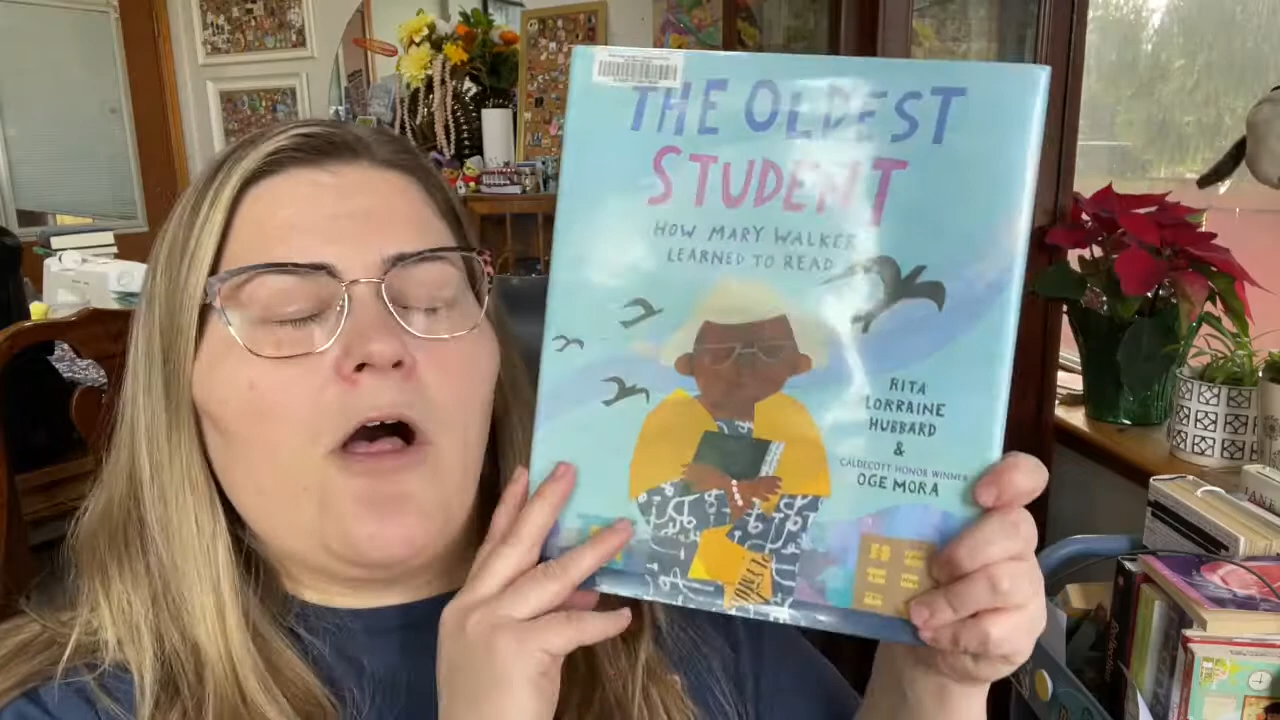 THE OLDEST
STUDENT
HOW MARY WALKER
LEARNED TO READ
RITA
LORRAINE
HUBBARD
&
CALDECOTT HONOR WINNER
OGE MORA